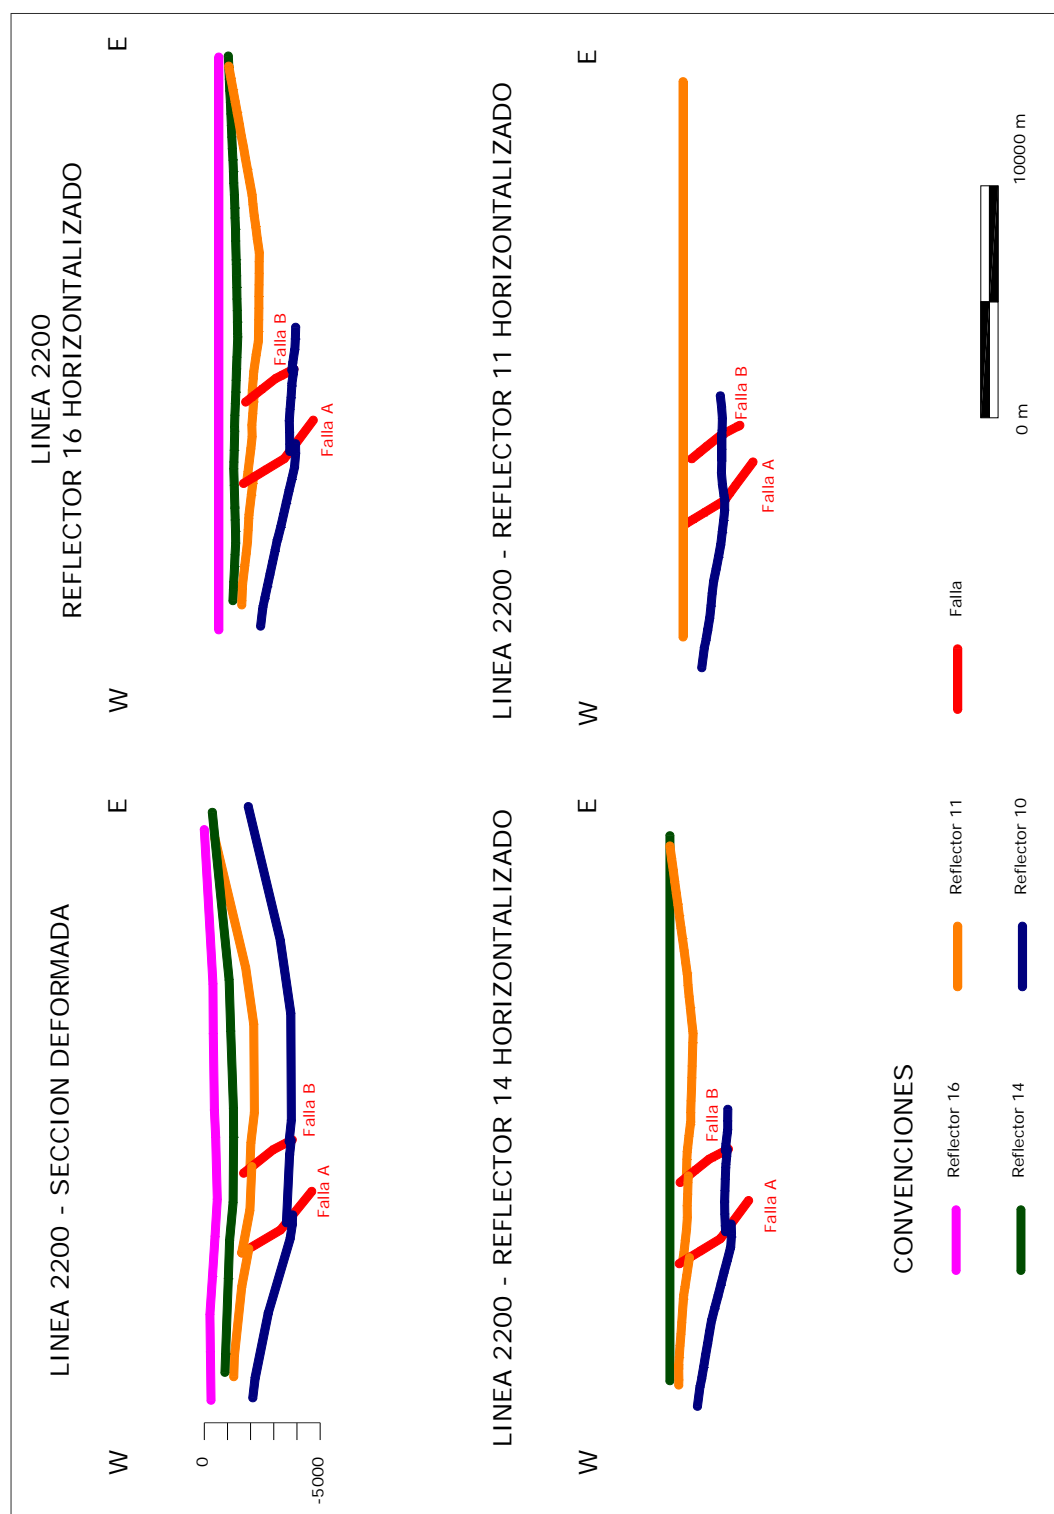 LINEA 2200 - SECCION DEFORMADA
W
E
0
-5000
Falla A
Falla B
LINEA 2200
REFLECTOR 16 HORIZONTALIZADO
W
E
Falla A
Falla B
LINEA 2200 - REFLECTOR 14 HORIZONTALIZADO
W
E
Falla A
Falla B
LINEA 2200 - REFLECTOR 11 HORIZONTALIZADO
W
E
Falla A
Falla B
CONVENCIONES
Reflector 16
Reflector 11
Falla
Reflector 14
Reflector 10
0 m
10000 m